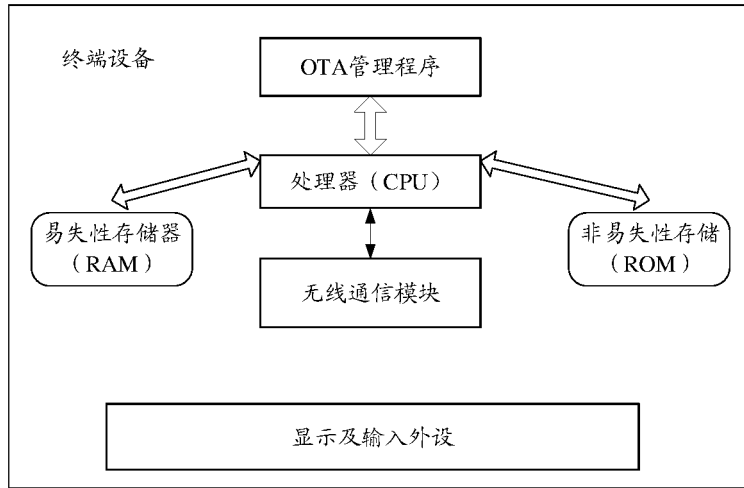 终端设备
OTA管理程序
处理器（CPU）
易失性存储器
（RAM）
非易失性存储
（ROM）
无线通信模块
显示及输入外设